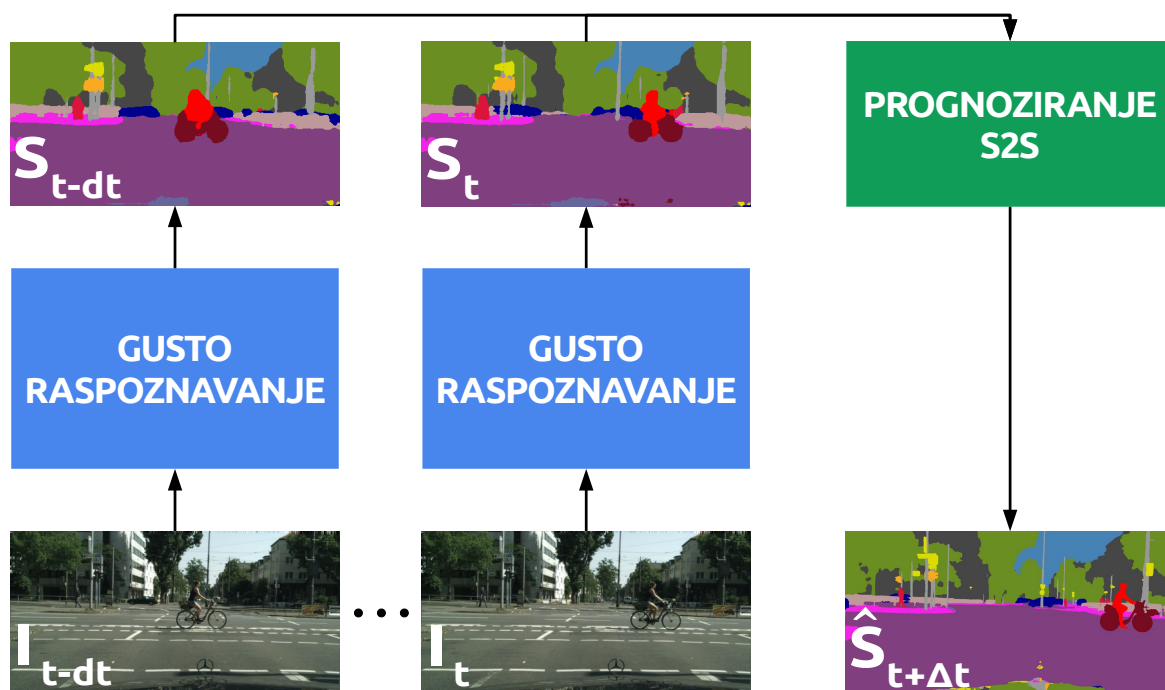 S t-dt
S t
PROGNOZIRANJE
S2S
GUSTO
RASPOZNAVANJE
GUSTO
RASPOZNAVANJE
I t-dt
...
I t
Ŝ t+Δt